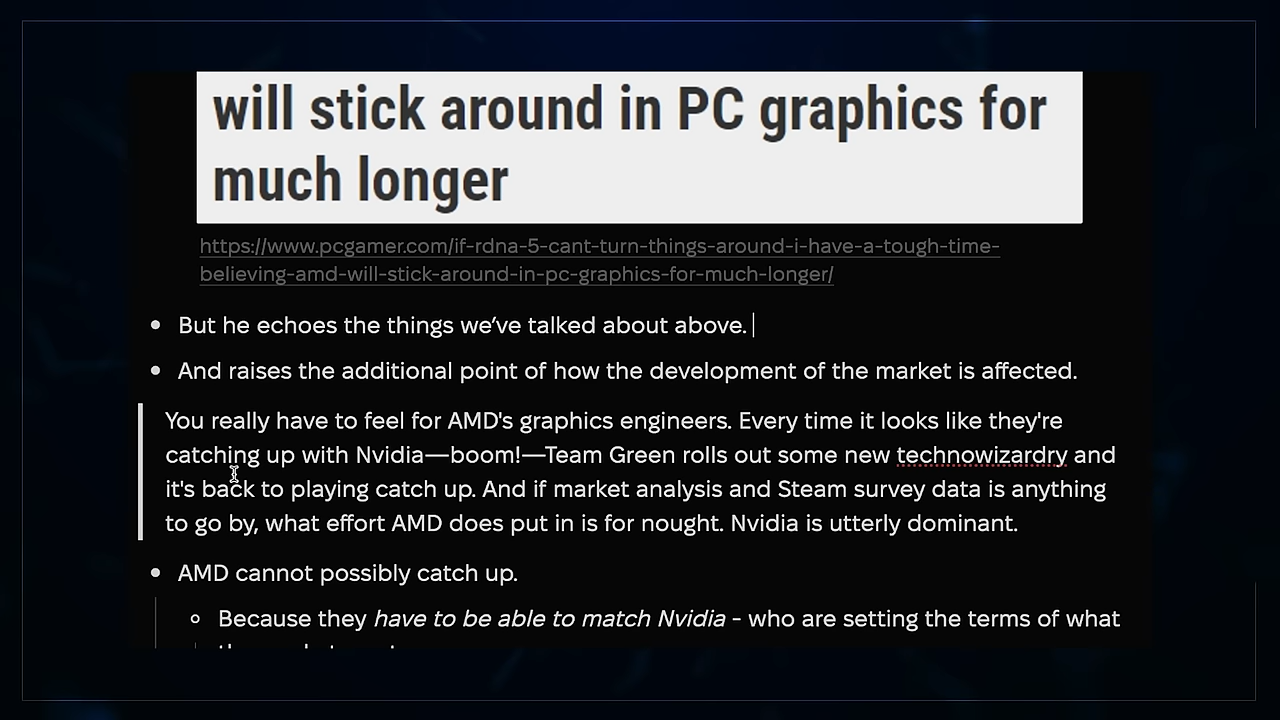 will stick around in PC graphics for
much longer
https://www.pcgamer.com/if-rdna-5-cant-turn-things-around-i-have-a-tough-time-
believing-amd-will-stick-around-in-pc-graphics-for-much-longer/
But he echoes the things we’ve talked about above.
And raises the additional point of how the development of the market is affected.
You really have to feel for AMD's graphics engineers. Every time it looks like they're
catching up with Nvidia—boom!—Team Green rolls out some new technowizardry and
it's back to playing catch up. And if market analysis and Steam survey data is anything
to go by, what effort AMD does put in is for nought. Nvidia is utterly dominant.
AMD cannot possibly catch up.
Because they have to be able to match Nvidia - who are setting the terms of what